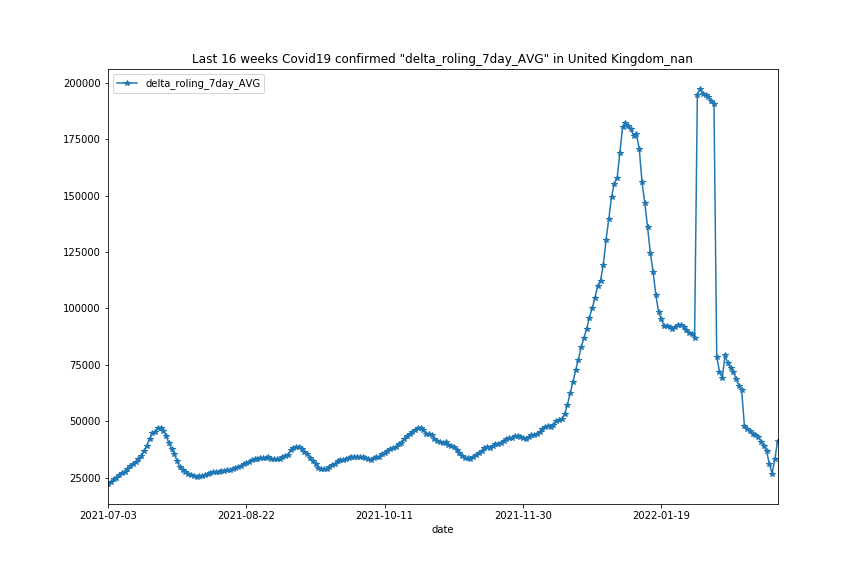 Last 16 weeks Covid19 confirmed "delta_roling_7day_AVG" in United Kingdom_nan
delta_roling_7day_AVG
200000
175000
150000
125000
100000
75000
50000
25000
2021-07-03 2021-08-22 2021-10-11 2021-11-30 2022-01-19
date